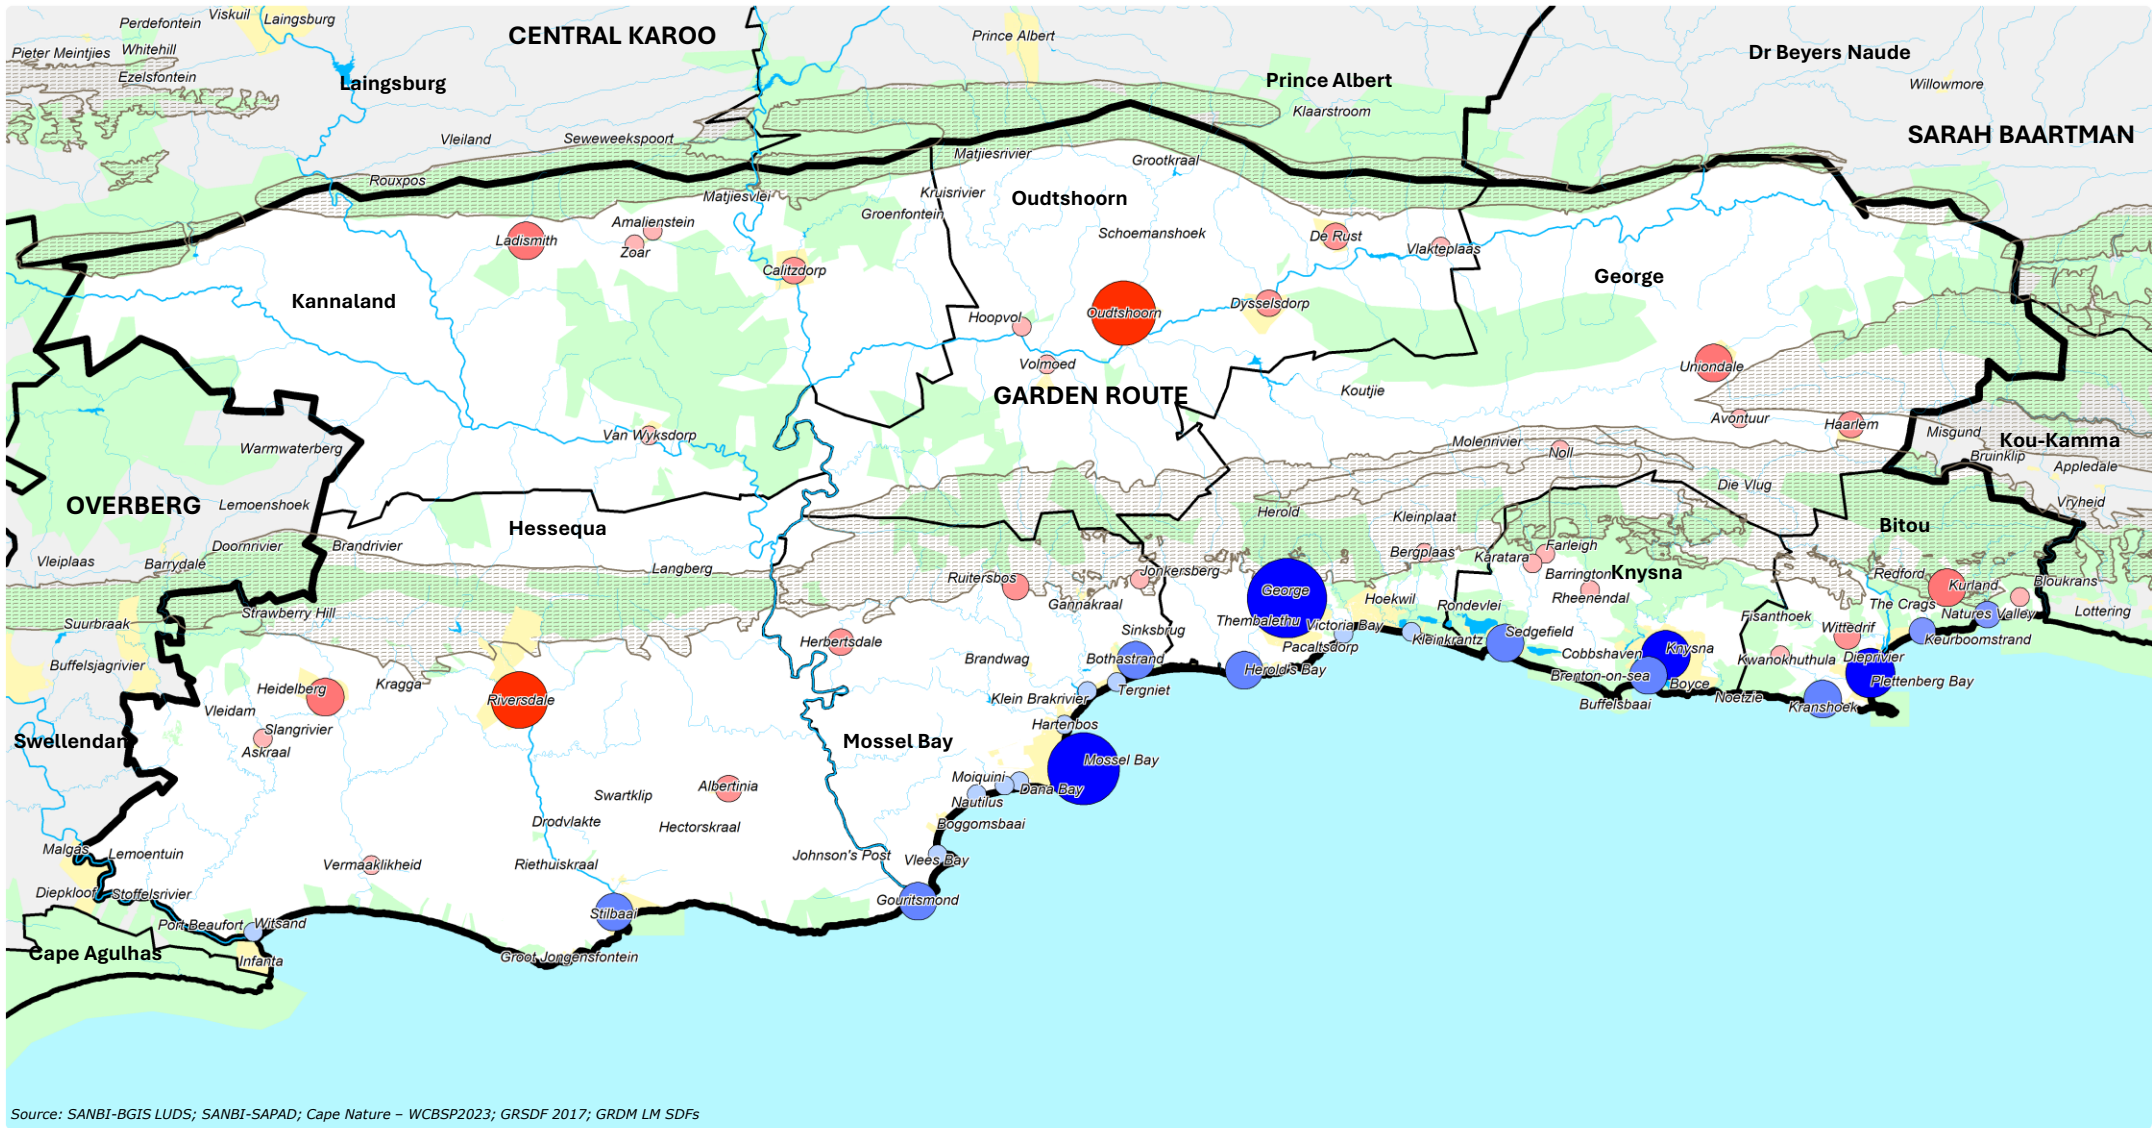 Viskuil
Laingsburg
Perdefontein
CENTRAL KAROO
Prince Albert
Pieter Meintjies
Whitehill
Dr Beyers Naude
Ezelsfontein
Laingsburg
Prince Albert
Willowmore
Klaarstroom
Vleiland
Seweweekspoort
SARAH BAARTMAN
Matjiesrivier
Grootkraal
Rouxpos
Matjiesvlei
Kruisrivier
Oudtshoorn
Groenfontein
Amalienstein
Ladismith
Zoar
Schoemanshoek
De Rust
Vlakteplaas
Calitzdorp
George
Kannaland
Dysselsdorp
Hoopvol
Oudtshoorn
Volmoed
Uniondale
GARDEN ROUTE
Koutjie
Avontuur
Haarlem
Van Wyksdorp
Molenrivier
Misgund
Kou-Kamma
Warmwaterberg
Noll
Bruinklip
Appledale
Die Vlug
OVERBERG
Lemoenshoek
Herold
Kleinplaat
Vryheid
Hessequa
Bitou
Doornrivier
Brandrivier
Vleiplaas
Barrydale
Bergplaas
Karatara
Farleigh
Langberg
Ruitersbos
Jonkersberg
Barrington
Knysna
Redford
Kurland
Bloukrans
George
Hoekwil
Rheenendal
Gannakraal
Rondevlei
The Crags
Natures Valley
Lottering
Strawberry Hill
Suurbraak
Thembalethu
Victoria Bay
Fisanthoek
Wittedrif
Sinksbrug
Kleinkrantz
Sedgefield
Keurboomstrand
Herbertsdale
Pacaltsdorp
Knysna
Buffelsjagrivier
Brandwag
Bothastrand
Herold's Bay
Cobbshaven
Kwanokhuthula
Dieprivier
Brenton-on-sea
Boyce
Plettenberg Bay
Kragga
Heidelberg
Riversdale
Klein Brakrivier
Tergniet
Buffelsbaai
Noetzie
Kranshoek
Vleidam
Slangrivier
Hartenbos
Swellendam
Askraal
Mossel Bay
Mossel Bay
Moiquini
Albertinia
Dana Bay
Swartklip
Nautilus
Drodvlakte
Hectorskraal
Boggomsbaai
Malgas
Lemoentuin
Vermaaklikheid
Riethuiskraal
Johnson's Post
Vlees Bay
Diepkloof
Stoffelsrivier
Gouritsmond
Stilbaai
Port Beaufort
Witsand
Cape Agulhas
Infanta
Groot Jongensfontein
Source: SANBI-BGIS LUDS; SANBI-SAPAD; Cape Nature – WCBSP2023; GRSDF 2017; GRDM LM SDFs